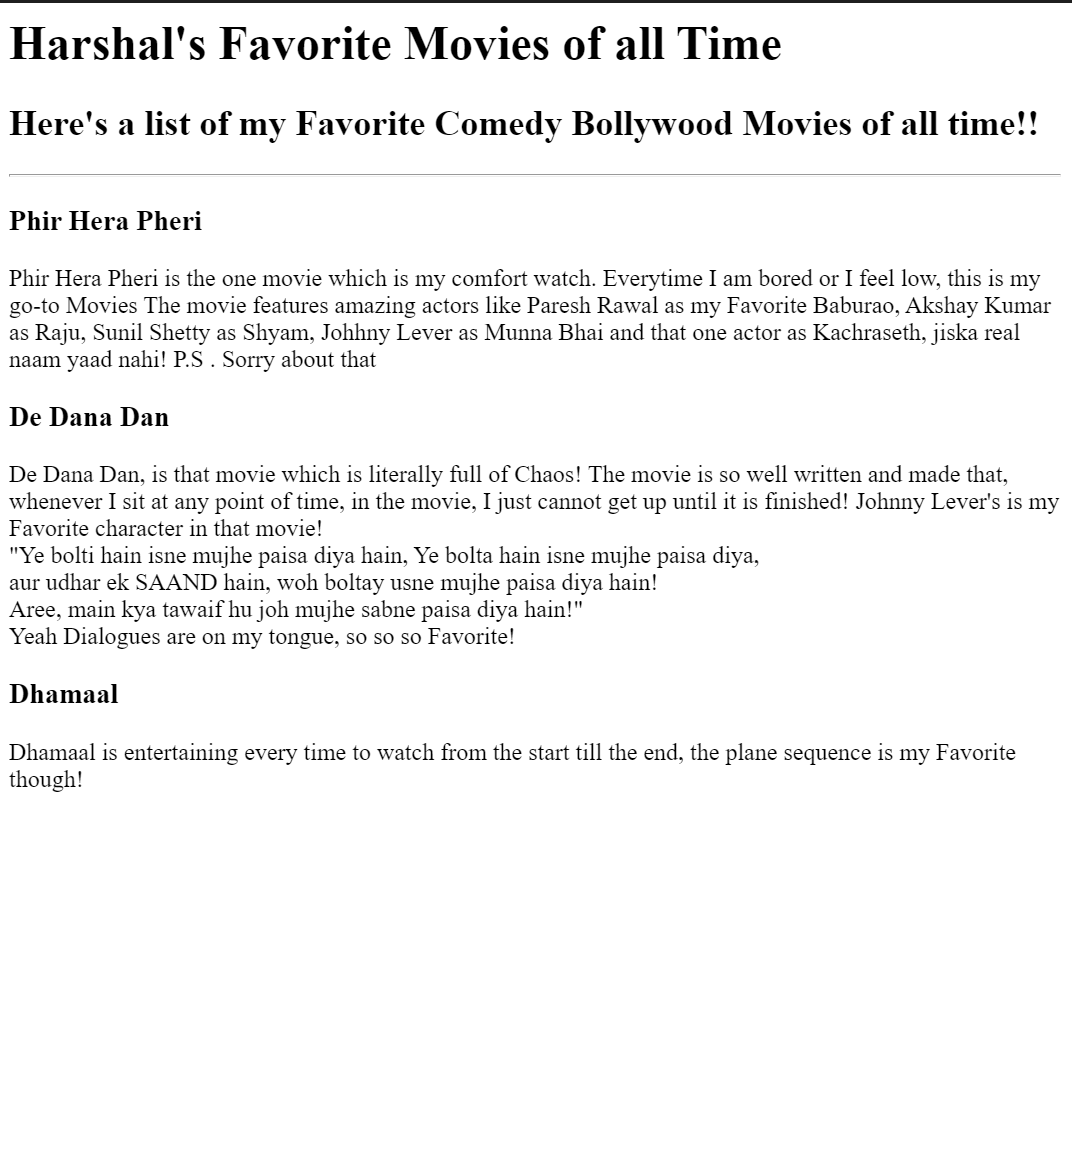 Harshal's Favorite Movies of all Time
Here's a list of my Favorite Comedy Bollywood Movies of all time!!
Phir Hera Pheri
Phir Hera Pheri is the one movie which is my comfort watch. Everytime I am bored or I feel low, this is my
go-to Movies The movie features amazing actors like Paresh Rawal as my Favorite Baburao, Akshay Kumar
as Raju, Sunil Shetty as Shyam, Johhny Lever as Munna Bhai and that one actor as Kachraseth, jiska real
naam yaad nahi! P.S . Sorry about that
De Dana Dan
De Dana Dan, is that movie which is literally full of Chaos! The movie is so well written and made that,
whenever I sit at any point of time, in the movie, I just cannot get up until it is finished! Johnny Lever's is my
Favorite character in that movie!
"Ye bolti hain isne mujhe paisa diya hain, Ye bolta hain isne mujhe paisa diya,
aur udhar ek SAAND hain, woh boltay usne mujhe paisa diya hain!
Aree, main kya tawaif hu joh mujhe sabne paisa diya hain!"
Yeah Dialogues are on my tongue, so so so Favorite!
Dhamaal
Dhamaal is entertaining every time to watch from the start till the end, the plane sequence is my Favorite
though!